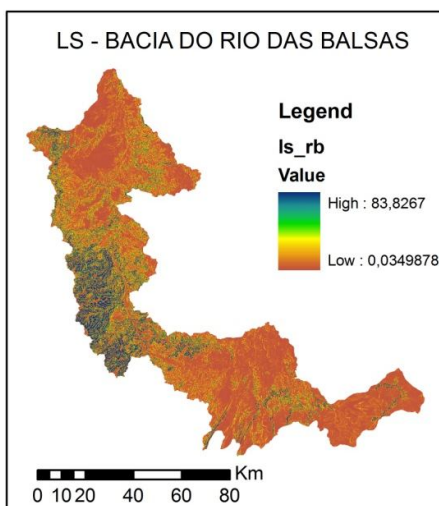 LS - BACIA DO RIO DAS BALSAS
Legend
ls_rb
Value
High : 83,8267
Low : 0,0349878
Km
0 10 20 40 60 80